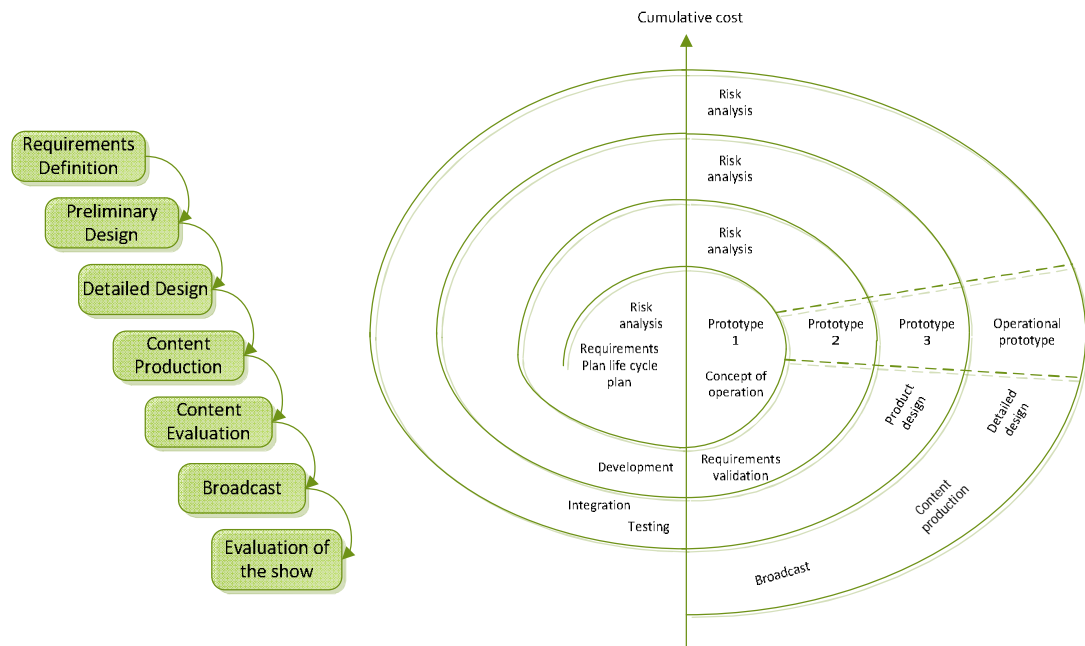 Requirements
Definition
Preliminary
Design
Detailed Design
Content
Production
Content
Evaluation
Broadcast
Evaluation of
the show
Cumulative cost
Risk
analysis
Risk
analysis
Risk
analysis
Risk
analysis
Requirements
Plan life cycle
plan
Prototype
1
Concept of
operation
Prototype
2
Prototype
3
Operational
prototype
Product
design
Detailed
design
Development
Requirements
validation
Integration
Testing
Content
production
Broadcast